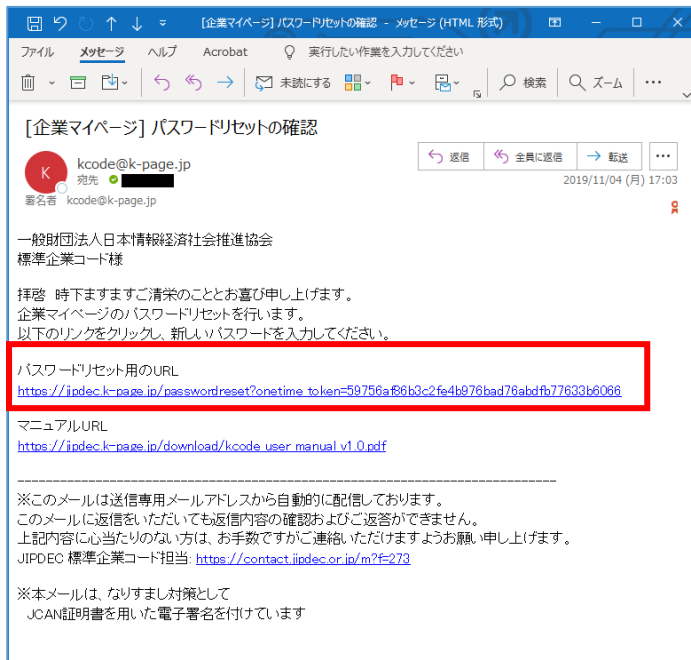 [企業マイページ] パスワードリセットの確認 - メッセージ (HTML 形式)
ファイル メッセージ ヘルプ Acrobat 実行したい作業を入力してください
未読にする 検索 ズーム ...
[企業マイページ] パスワードリセットの確認
K
kcode@k-page.jp
宛先
署名者 kcode@k-page.jp
返信 全員に返信 転送 ...
2019/11/04 (月) 17:03
一般財団法人日本情報経済社会推進協会
標準企業コード様
拝啓 時下ますますご清栄のこととお喜び申し上げます。
企業マイページのパスワードリセットを行います。
以下のリンクをクリックし、新しいパスワードを入力してください。
パスワードリセット用のURL
https://jipdec.k-page.jp/passwordreset?onetime_token=59756af86b3c2fe4b976bad76abdfb77633b6066
マニュアルURL
https://jipdec.k-page.jp/download/kcode_user_manual_v1.0.pdf
-----------------------------------------------------------------------------
※このメールは送信専用メールアドレスから自動的に配信しております。
このメールに返信をいただいても返信内容の確認およびご返答ができません。
上記内容に心当たりのない方は、お手数ですがご連絡いただけますようお願い申し上げます。
JIPDEC 標準企業コード担当: https://contact.jipdec.or.jp/m?f=273
※本メールは、なりすまし対策として
JCAN証明書を用いた電子署名を付けています